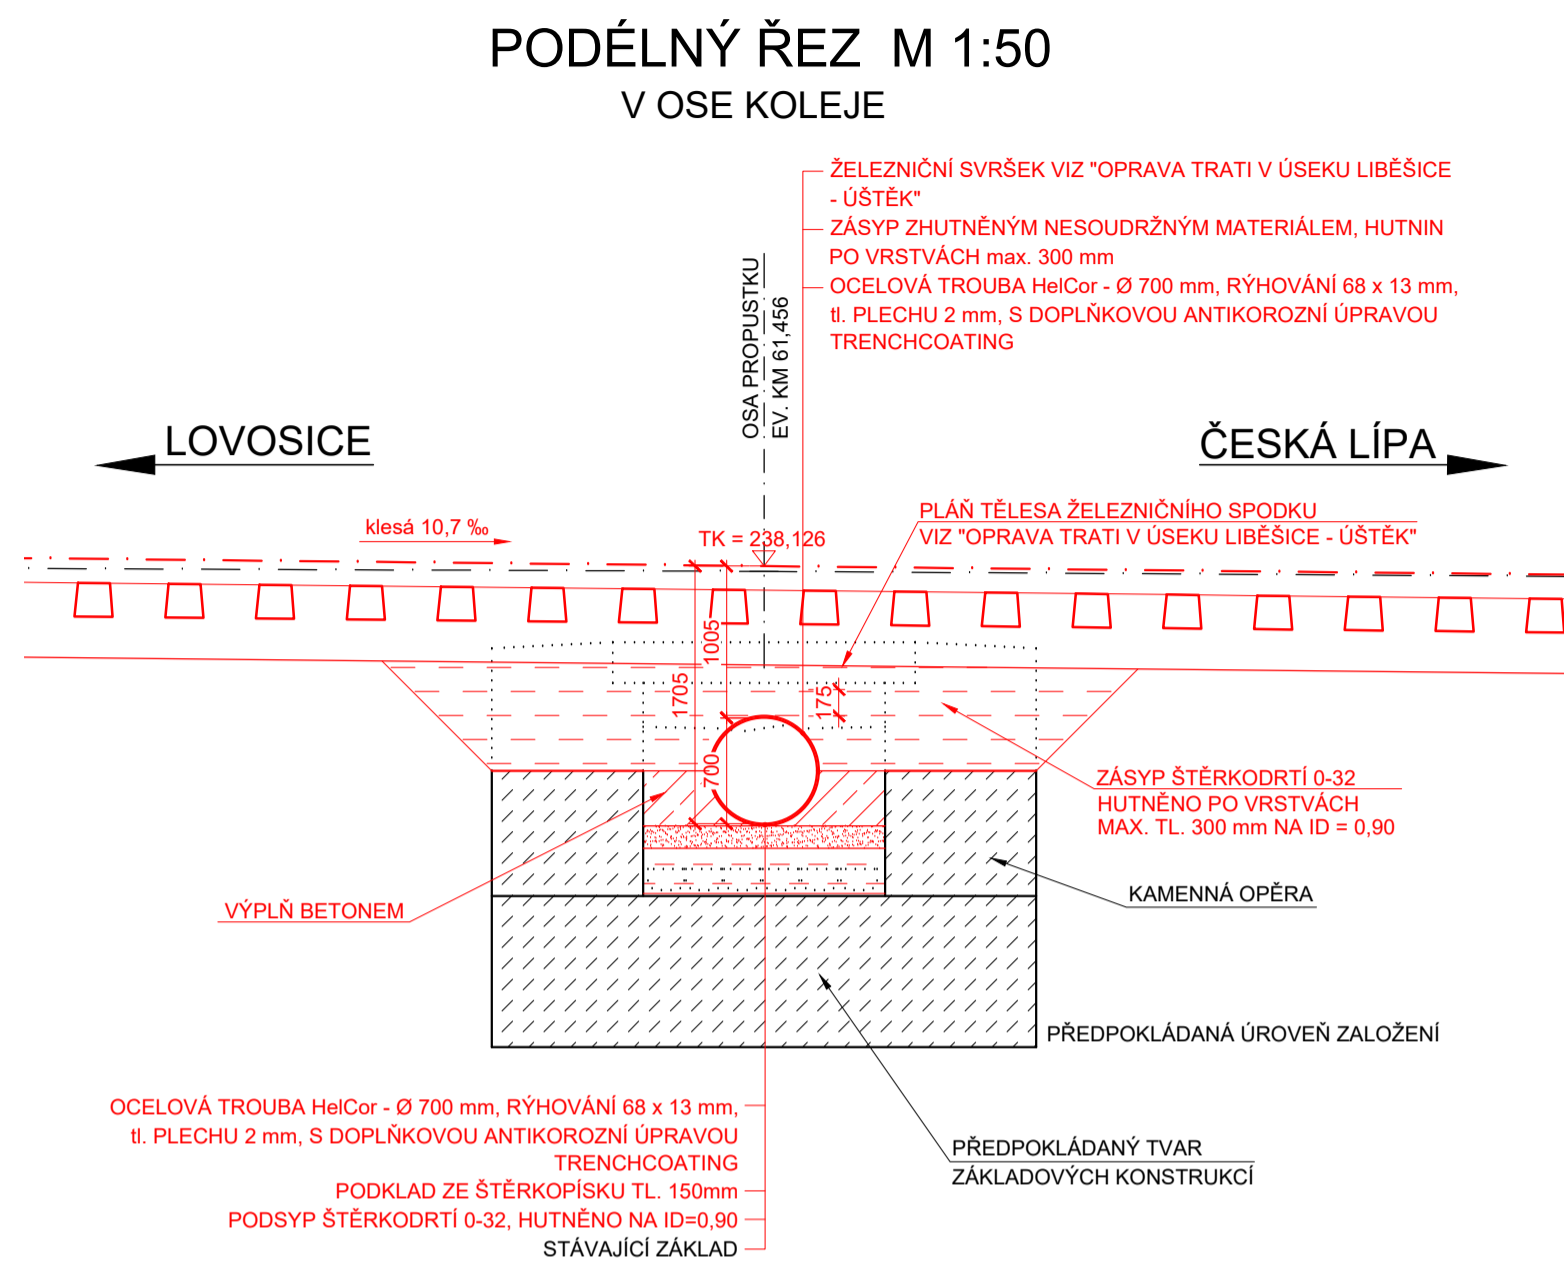 PODÉLNÝ ŘEZ M 1:50
V OSE KOLEJE
ŽELEZNIČNÍ SVRŠEK VIZ "OPRAVA TRATI V ÚSEKU LIBĚŠICE
- ÚŠTĚK"
ZÁSYP ZHUTNĚNÝM NESOUDRŽNÝM MATERIÁLEM, HUTNIN
PO VRSTVÁCH max. 300 mm
OCELOVÁ TROUBA HelCor - Ø 700 mm, RÝHOVÁNÍ 68 x 13 mm,
tl. PLECHU 2 mm, S DOPLŇKOVOU ANTIKOROZNÍ ÚPRAVOU
TRENCHCOATING
OSA PROPUSTKU
EV. KM 61,456
LOVOSICE
ČESKÁ LÍPA
klesá 10,7 ‰
TK = 238,126
PLÁŇ TĚLESA ŽELEZNIČNÍHO SPODKU
VIZ "OPRAVA TRATI V ÚSEKU LIBĚŠICE - ÚŠTĚK"
1005
1705
175
700
ZÁSYP ŠTĚRKODRTÍ 0-32
HUTNĚNO PO VRSTVÁCH
MAX. TL. 300 mm NA ID = 0,90
KAMENNÁ OPĚRA
VÝPLŇ BETONEM
PŘEDPOKLÁDANÁ ÚROVEŇ ZALOŽENÍ
OCELOVÁ TROUBA HelCor - Ø 700 mm, RÝHOVÁNÍ 68 x 13 mm,
tl. PLECHU 2 mm, S DOPLŇKOVOU ANTIKOROZNÍ ÚPRAVOU
TRENCHCOATING
PODKLAD ZE ŠTĚRKOPÍSKU TL. 150mm
PODSYP ŠTĚRKODRTÍ 0-32, HUTNĚNO NA ID=0,90
STÁVAJÍCÍ ZÁKLAD
PŘEDPOKLÁDANÝ TVAR
ZÁKLADOVÝCH KONSTRUKCÍ